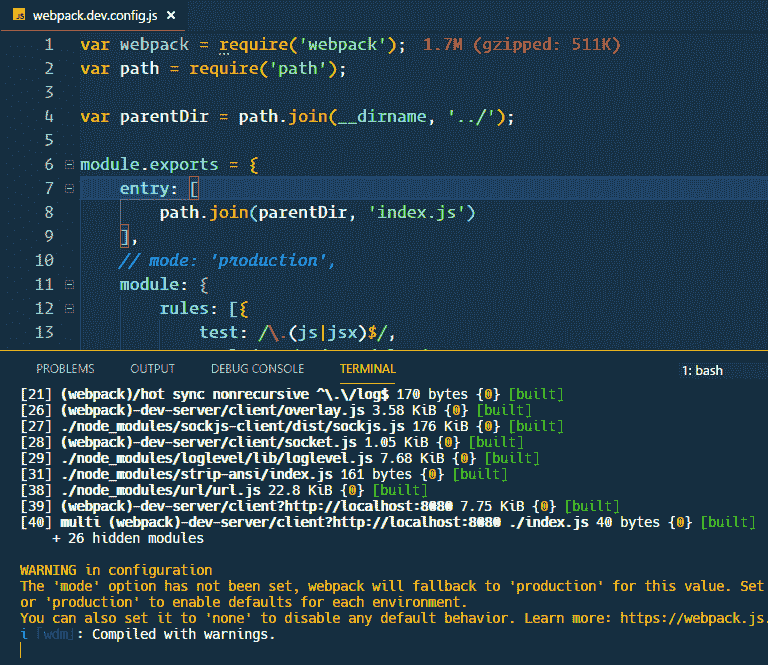 JS webpack.dev.config.js ×
1 var webpack = require('webpack'); 1.7M (gzipped: 511K)
2 var path = require('path');
3
4 var parentDir = path.join(__dirname, '../');
5
6 module.exports = {
7 entry: [
8 path.join(parentDir, 'index.js')
9 ],
10 // mode: 'production',
11 module: {
12 rules: [{
13 test: /\.(js|jsx)$/,
PROBLEMS OUTPUT DEBUG CONSOLE TERMINAL 1: bash
[21] (webpack)/hot sync nonrecursive ^\.\/log$ 170 bytes {0} [built]
[26] (webpack)-dev-server/client/overlay.js 3.58 KiB {0} [built]
[27] ./node_modules/sockjs-client/dist/sockjs.js 176 KiB {0} [built]
[28] (webpack)-dev-server/client/socket.js 1.05 KiB {0} [built]
[29] ./node_modules/loglevel/lib/loglevel.js 7.68 KiB {0} [built]
[31] ./node_modules/strip-ansi/index.js 161 bytes {0} [built]
[38] ./node_modules/url/url.js 22.8 KiB {0} [built]
[39] (webpack)-dev-server/client?http://localhost:8080 7.75 KiB {0} [built]
[40] multi (webpack)-dev-server/client?http://localhost:8080 ./index.js 40 bytes {0} [built]
+ 26 hidden modules
WARNING in configuration
The 'mode' option has not been set, webpack will fallback to 'production' for this value. Set
or 'production' to enable defaults for each environment.
You can also set it to 'none' to disable any default behavior. Learn more: https://webpack.js.
i ｢wdm｣: Compiled with warnings.